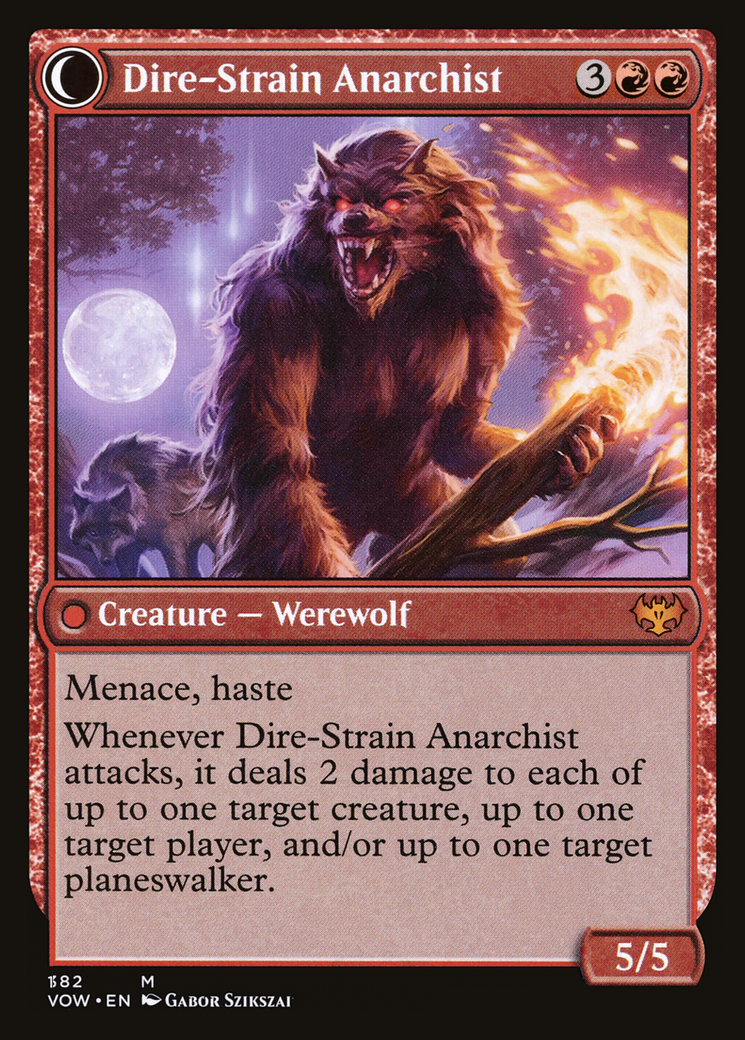 Dire-Strain Anarchist 3
Creature — Werewolf
Menace, haste
Whenever Dire-Strain Anarchist
attacks, it deals 2 damage to each of
up to one target creature, up to one
target player, and/or up to one target
planeswalker.
5/5
182 M
VOW • EN Gabor Szikszai